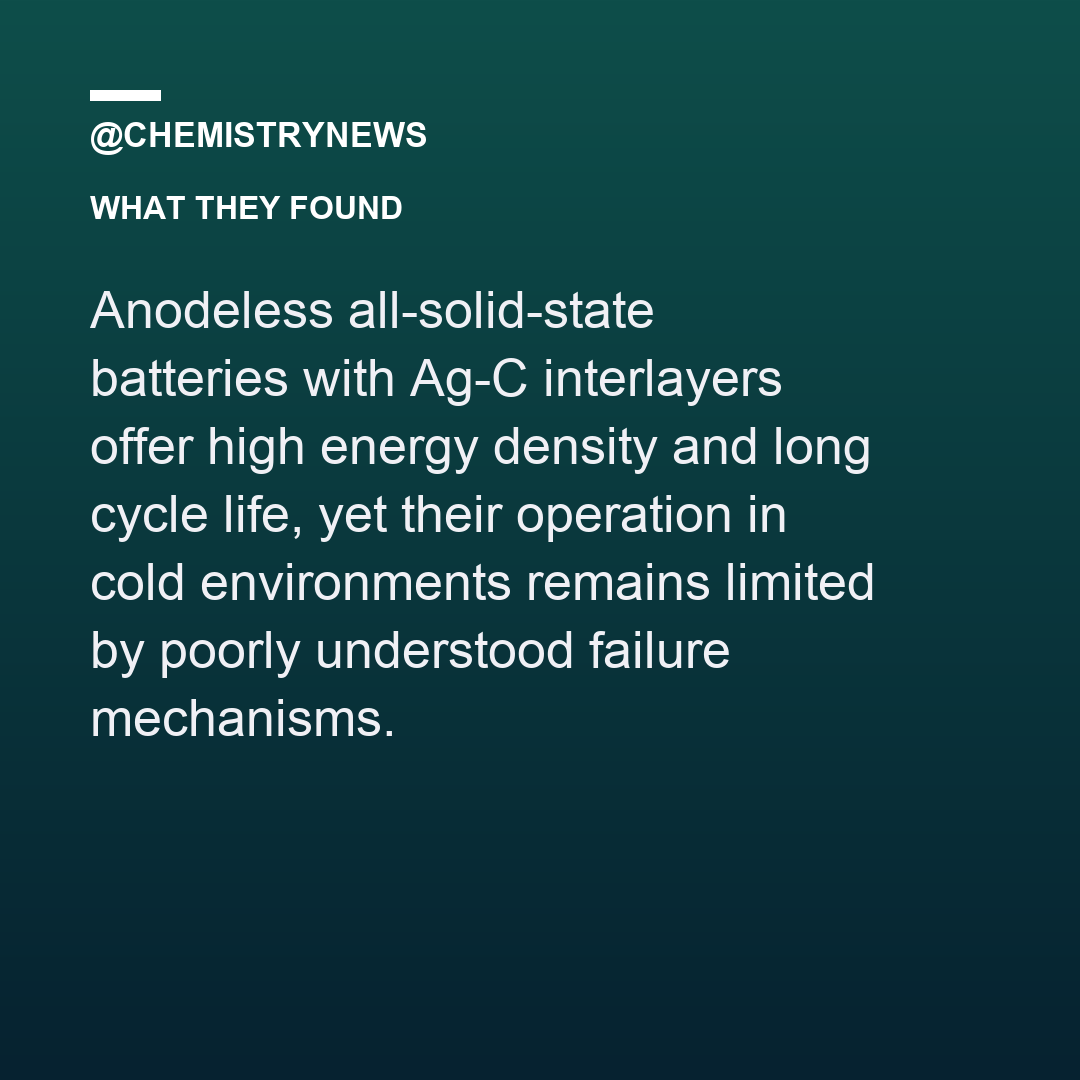 @CHEMISTRYNEWS
WHAT THEY FOUND
Anodeless all-solid-state
batteries with Ag-C interlayers
offer high energy density and long
cycle life, yet their operation in
cold environments remains limited
by poorly understood failure
mechanisms.